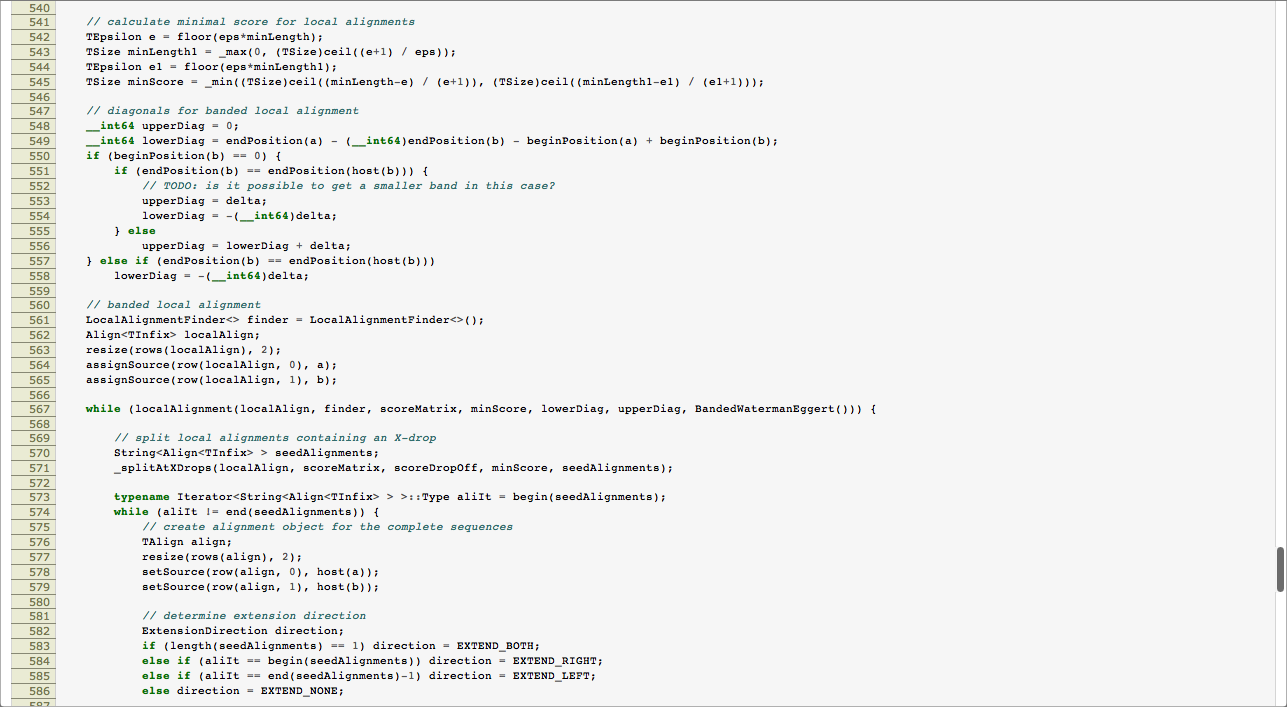 540
541 // calculate minimal score for local alignments
542 TEpsilon e = floor(eps*minLength);
543 TSize minLength1 = _max(0, (TSize)ceil((e+1) / eps));
544 TEpsilon e1 = floor(eps*minLength1);
545 TSize minScore = _min((TSize)ceil((minLength-e) / (e+1)), (TSize)ceil((minLength1-e1) / (e1+1)));
546
547 // diagonals for banded local alignment
548 __int64 upperDiag = 0;
549 __int64 lowerDiag = endPosition(a) - (__int64)endPosition(b) - beginPosition(a) + beginPosition(b);
550 if (beginPosition(b) == 0) {
551 if (endPosition(b) == endPosition(host(b))) {
552 // TODO: is it possible to get a smaller band in this case?
553 upperDiag = delta;
554 lowerDiag = -(__int64)delta;
555 } else
556 upperDiag = lowerDiag + delta;
557 } else if (endPosition(b) == endPosition(host(b)))
558 lowerDiag = -(__int64)delta;
559
560 // banded local alignment
561 LocalAlignmentFinder<> finder = LocalAlignmentFinder<>();
562 Align<TInfix> localAlign;
563 resize(rows(localAlign), 2);
564 assignSource(row(localAlign, 0), a);
565 assignSource(row(localAlign, 1), b);
566
567 while (localAlignment(localAlign, finder, scoreMatrix, minScore, lowerDiag, upperDiag, BandedWatermanEggert())) {
568
569 // split local alignments containing an X-drop
570 String<Align<TInfix> > seedAlignments;
571 _splitAtXDrops(localAlign, scoreMatrix, scoreDropOff, minScore, seedAlignments);
572
573 typename Iterator<String<Align<TInfix> > >::Type aliIt = begin(seedAlignments);
574 while (aliIt != end(seedAlignments)) {
575 // create alignment object for the complete sequences
576 TAlign align;
577 resize(rows(align), 2);
578 setSource(row(align, 0), host(a));
579 setSource(row(align, 1), host(b));
580
581 // determine extension direction
582 ExtensionDirection direction;
583 if (length(seedAlignments) == 1) direction = EXTEND_BOTH;
584 else if (aliIt == begin(seedAlignments)) direction = EXTEND_RIGHT;
585 else if (aliIt == end(seedAlignments)-1) direction = EXTEND_LEFT;
586 else direction = EXTEND_NONE;
587